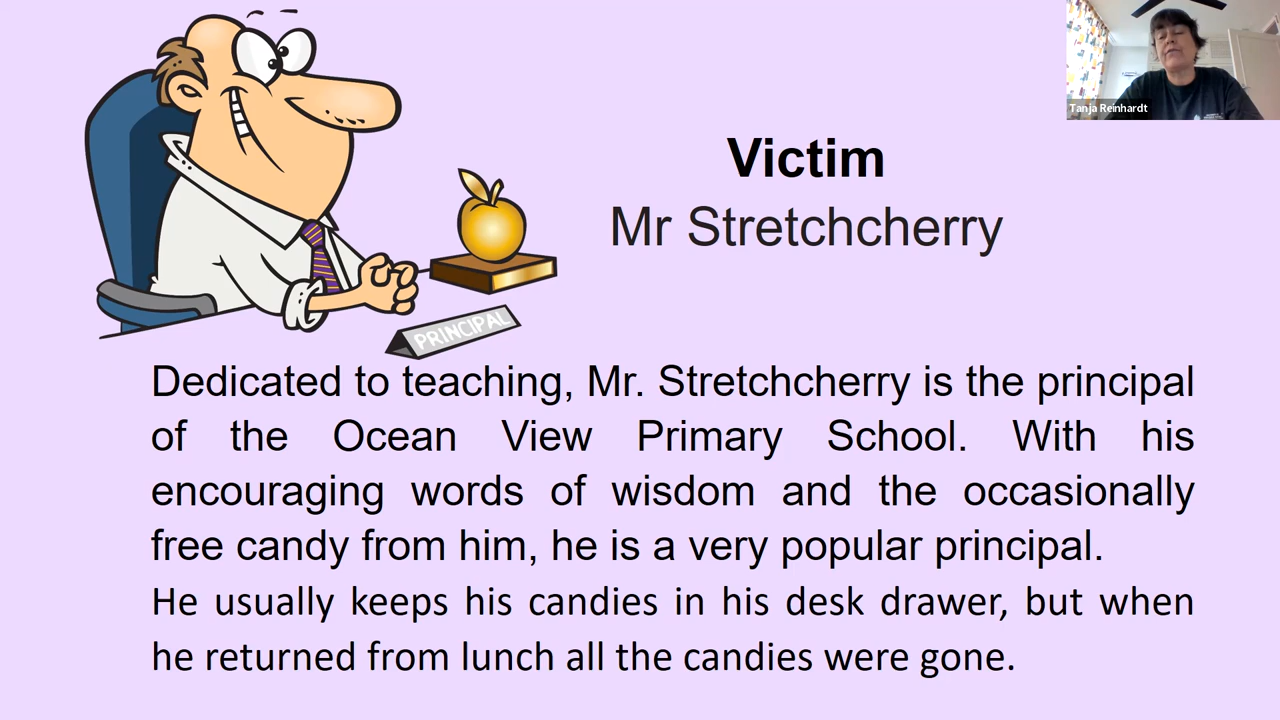 Tanja Reinhardt
Victim
Mr Stretchcherry
PRINCIPAL
Dedicated to teaching, Mr. Stretchcherry is the principal
of the Ocean View Primary School. With his
encouraging words of wisdom and the occasionally
free candy from him, he is a very popular principal.
He usually keeps his candies in his desk drawer, but when
he returned from lunch all the candies were gone.